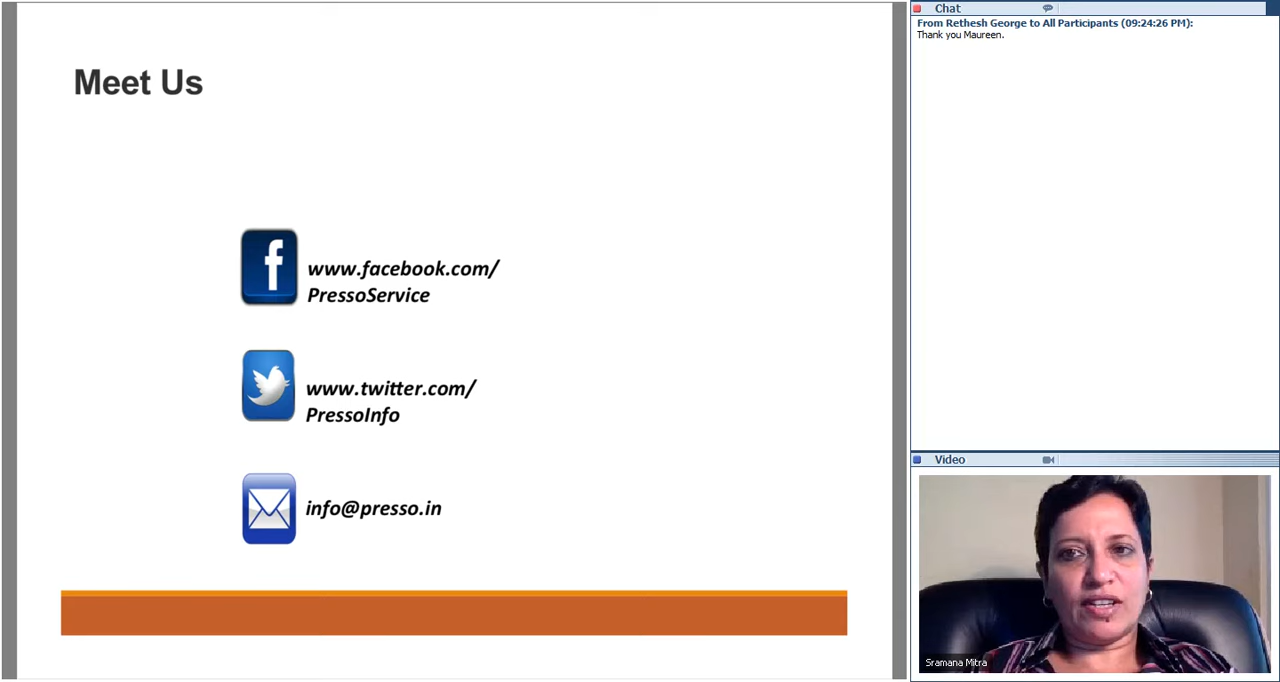 Meet Us
www.facebook.com/
PressoService
www.twitter.com/
PressoInfo
info@presso.in
Chat
From Rethesh George to All Participants (09:24:26 PM):
Thank you Maureen.
Video
Sramana Mitra